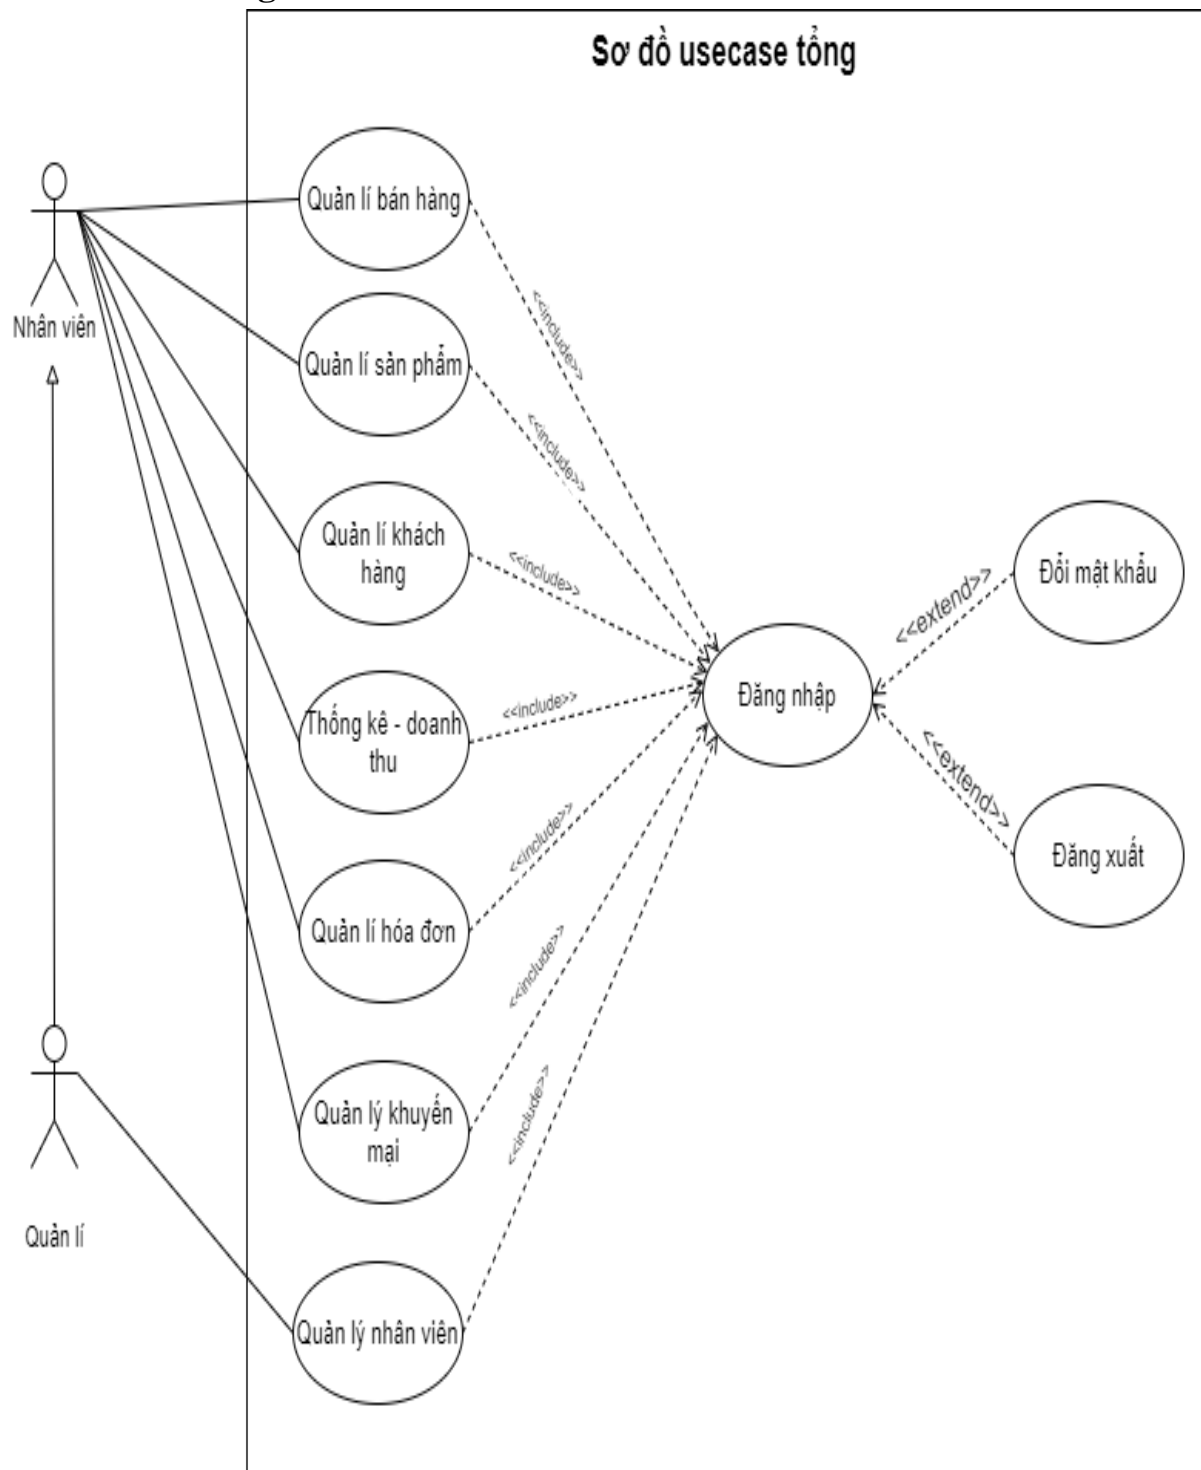 g
Sơ đồ usecase tổng
Quản lí bán hàng
Nhân viên
<<include>>
Quản lí sản phẩm
<<include>>
Quản lí khách
hàng
<<include>>
Đổi mật khẩu
<<extend>>
Đăng nhập
Thống kê - doanh
thu
<<include>>
<<extend>>
Đăng xuất
<<include>>
Quản lí hóa đơn
<<include>>
Quản lý khuyến
mại
<<include>>
Quản lí
Quản lý nhân viên